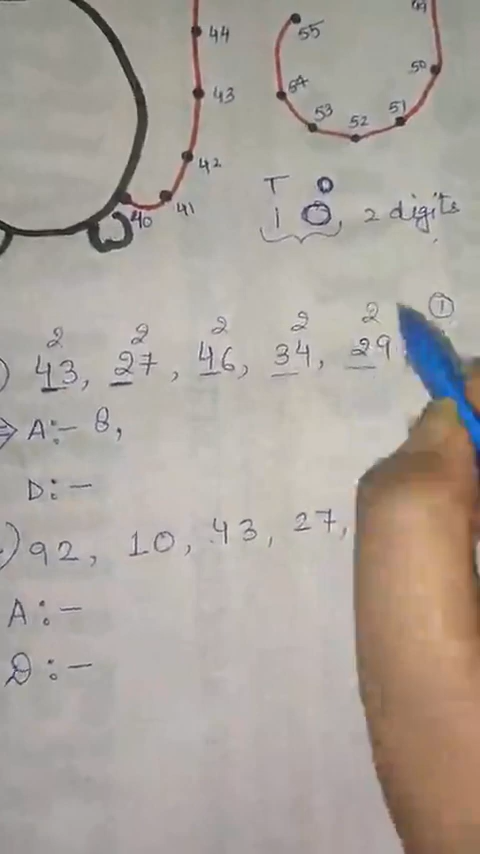 44
43
42
41
40
55
54
53
52
51
50
T O
1 0, 2 digits
2 2 2 2 2 1
) 43, 27, 46, 34, 29
A:- 8,
D:-
) 92, 10, 43, 27,
A:-
D:-